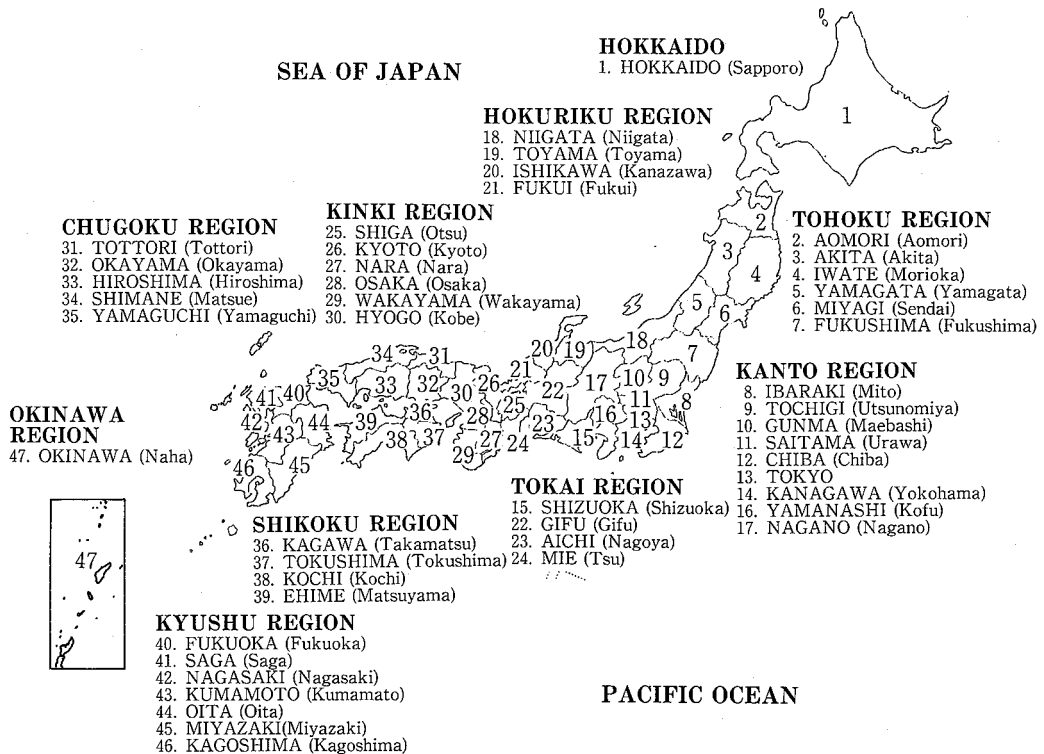 HOKKAIDO
1. HOKKAIDO (Sapporo)
SEA OF JAPAN
1
HOKURIKU REGION
18. NIIGATA (Niigata)
19. TOYAMA (Toyama)
20. ISHIKAWA (Kanazawa)
21. FUKUI (Fukui)
CHUGOKU REGION
31. TOTTORI (Tottori)
32. OKAYAMA (Okayama)
33. HIROSHIMA (Hiroshima)
34. SHIMANE (Matsue)
35. YAMAGUCHI (Yamaguchi)
KINKI REGION
25. SHIGA (Otsu)
26. KYOTO (Kyoto)
27. NARA (Nara)
28. OSAKA (Osaka)
29. WAKAYAMA (Wakayama)
30. HYOGO (Kobe)
TOHOKU REGION
2. AOMORI (Aomori)
3. AKITA (Akita)
4. IWATE (Morioka)
5. YAMAGATA (Yamagata)
6. MIYAGI (Sendai)
7. FUKUSHIMA (Fukushima)
2
3
4
5
6
7
18
20
19
34
31
21
35
33
32
30
26
22
17
10
9
8
41
40
36
25
11
42
43
44
39
38
37
28
27
23
16
13
46
45
29
24
15
14
12
KANTO REGION
8. IBARAKI (Mito)
9. TOCHIGI (Utsunomiya)
10. GUNMA (Maebashi)
11. SAITAMA (Urawa)
12. CHIBA (Chiba)
13. TOKYO
14. KANAGAWA (Yokohama)
16. YAMANASHI (Kofu)
17. NAGANO (Nagano)
OKINAWA
REGION
47. OKINAWA (Naha)
47
TOKAI REGION
15. SHIZUOKA (Shizuoka)
22. GIFU (Gifu)
23. AICHI (Nagoya)
24. MIE (Tsu)
SHIKOKU REGION
36. KAGAWA (Takamatsu)
37. TOKUSHIMA (Tokushima)
38. KOCHI (Kochi)
39. EHIME (Matsuyama)
KYUSHU REGION
40. FUKUOKA (Fukuoka)
41. SAGA (Saga)
42. NAGASAKI (Nagasaki)
43. KUMAMOTO (Kumamato)
44. OITA (Oita)
45. MIYAZAKI(Miyazaki)
46. KAGOSHIMA (Kagoshima)
PACIFIC OCEAN